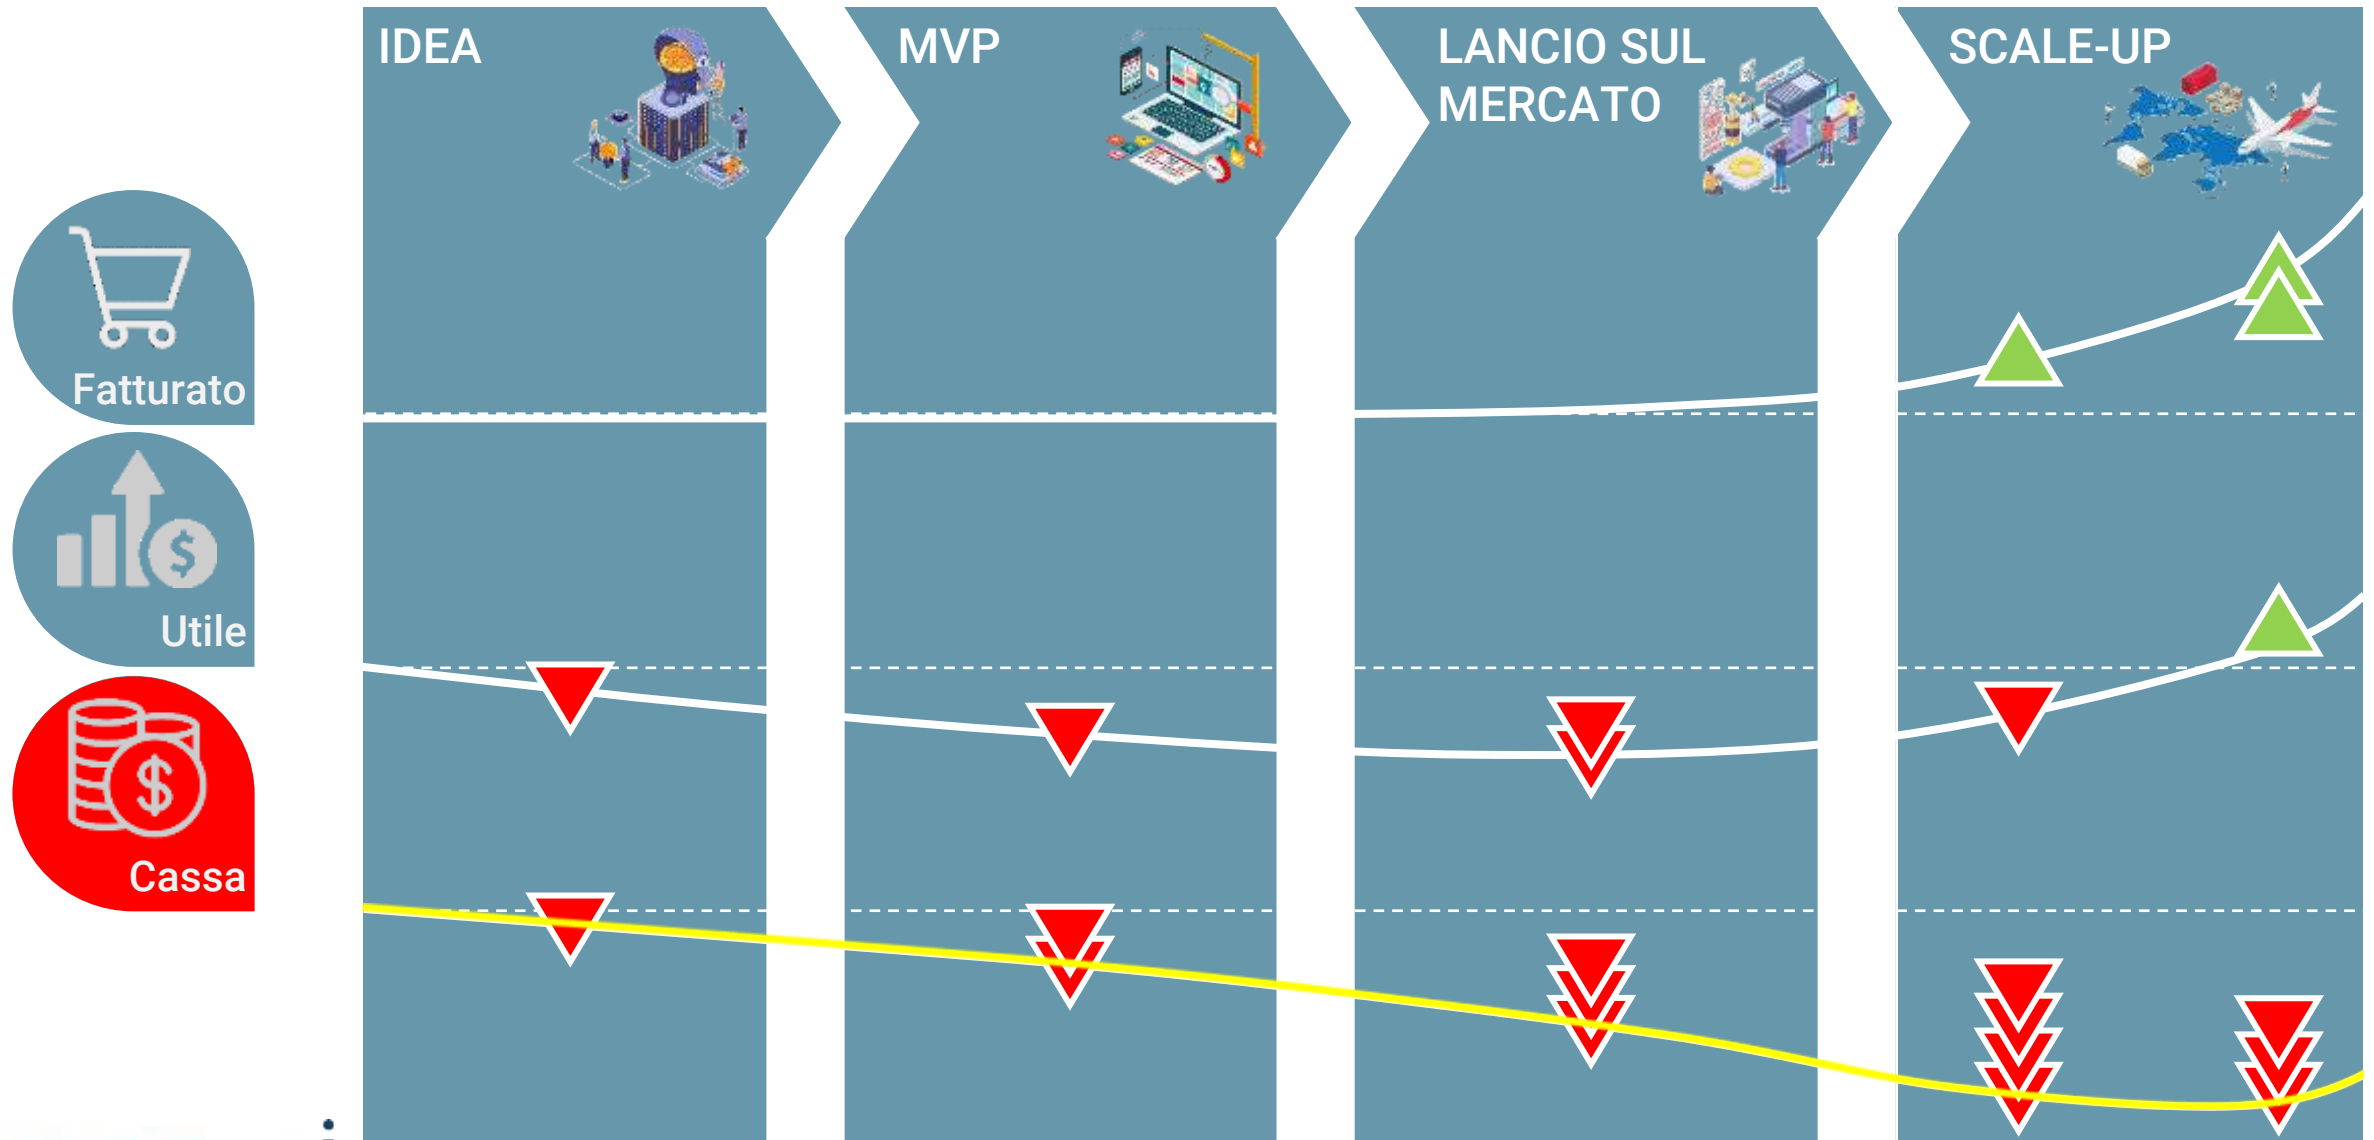 IDEA
MVP
LANCIO SUL
MERCATO
SCALE-UP
Fatturato
Utile
Cassa